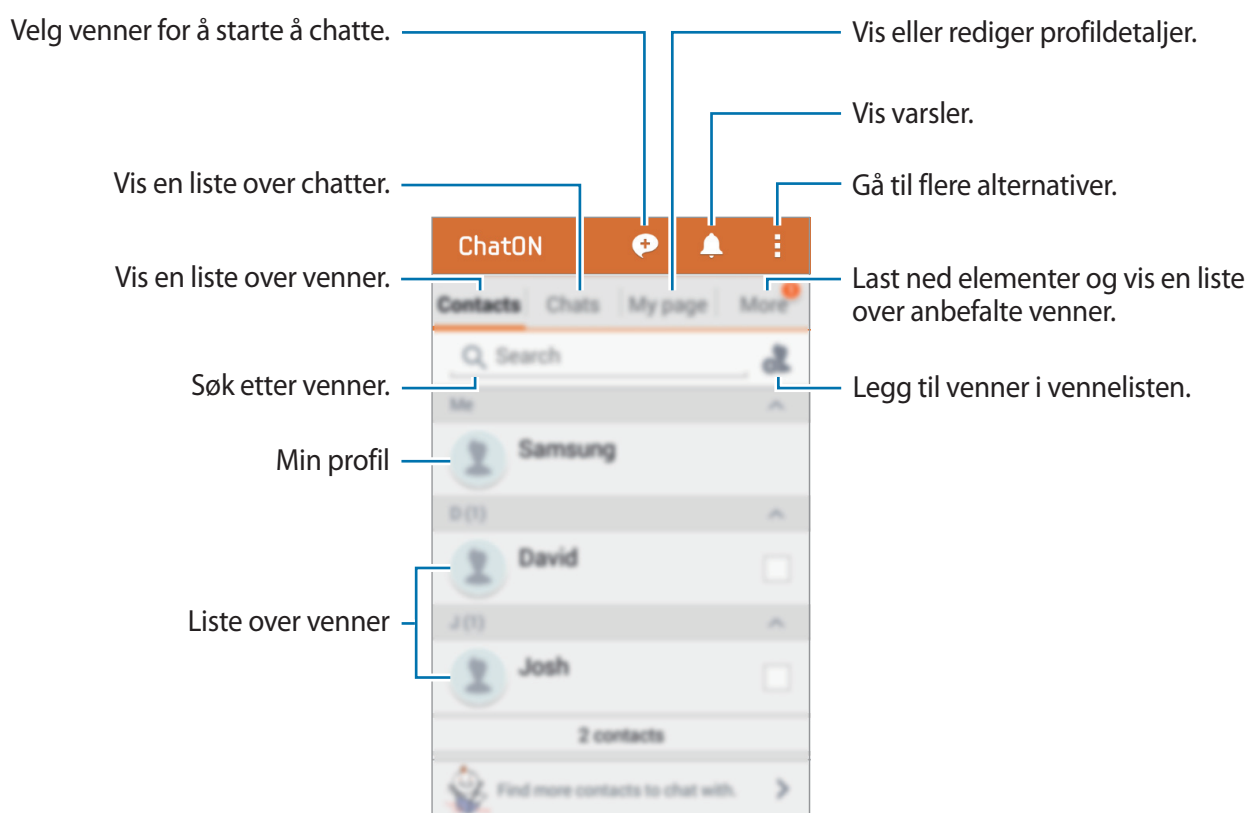 Velg venner for å starte å chatte.
Vis eller rediger profildetaljer.
Vis varsler.
Vis en liste over chatter.
Gå til flere alternativer.
ChatON
Vis en liste over venner.
Last ned elementer og vis en liste
over anbefalte venner.
Contacts Chats My page More
Search
Søk etter venner.
Legg til venner i vennelisten.
Me
Min profil
Samsung
D (1)
David
Liste over venner
J (1)
Josh
2 contacts
Find more contacts to chat with.